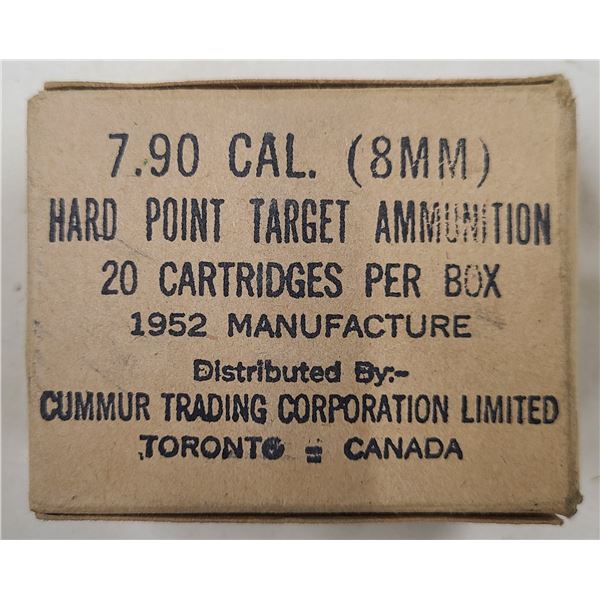 7.90 CAL. (8MM)
HARD POINT TARGET AMMUNITION
20 CARTRIDGES PER BOX
1952 MANUFACTURE
Distributed By:-
CUMMUR TRADING CORPORATION LIMITED
TORONTO = CANADA